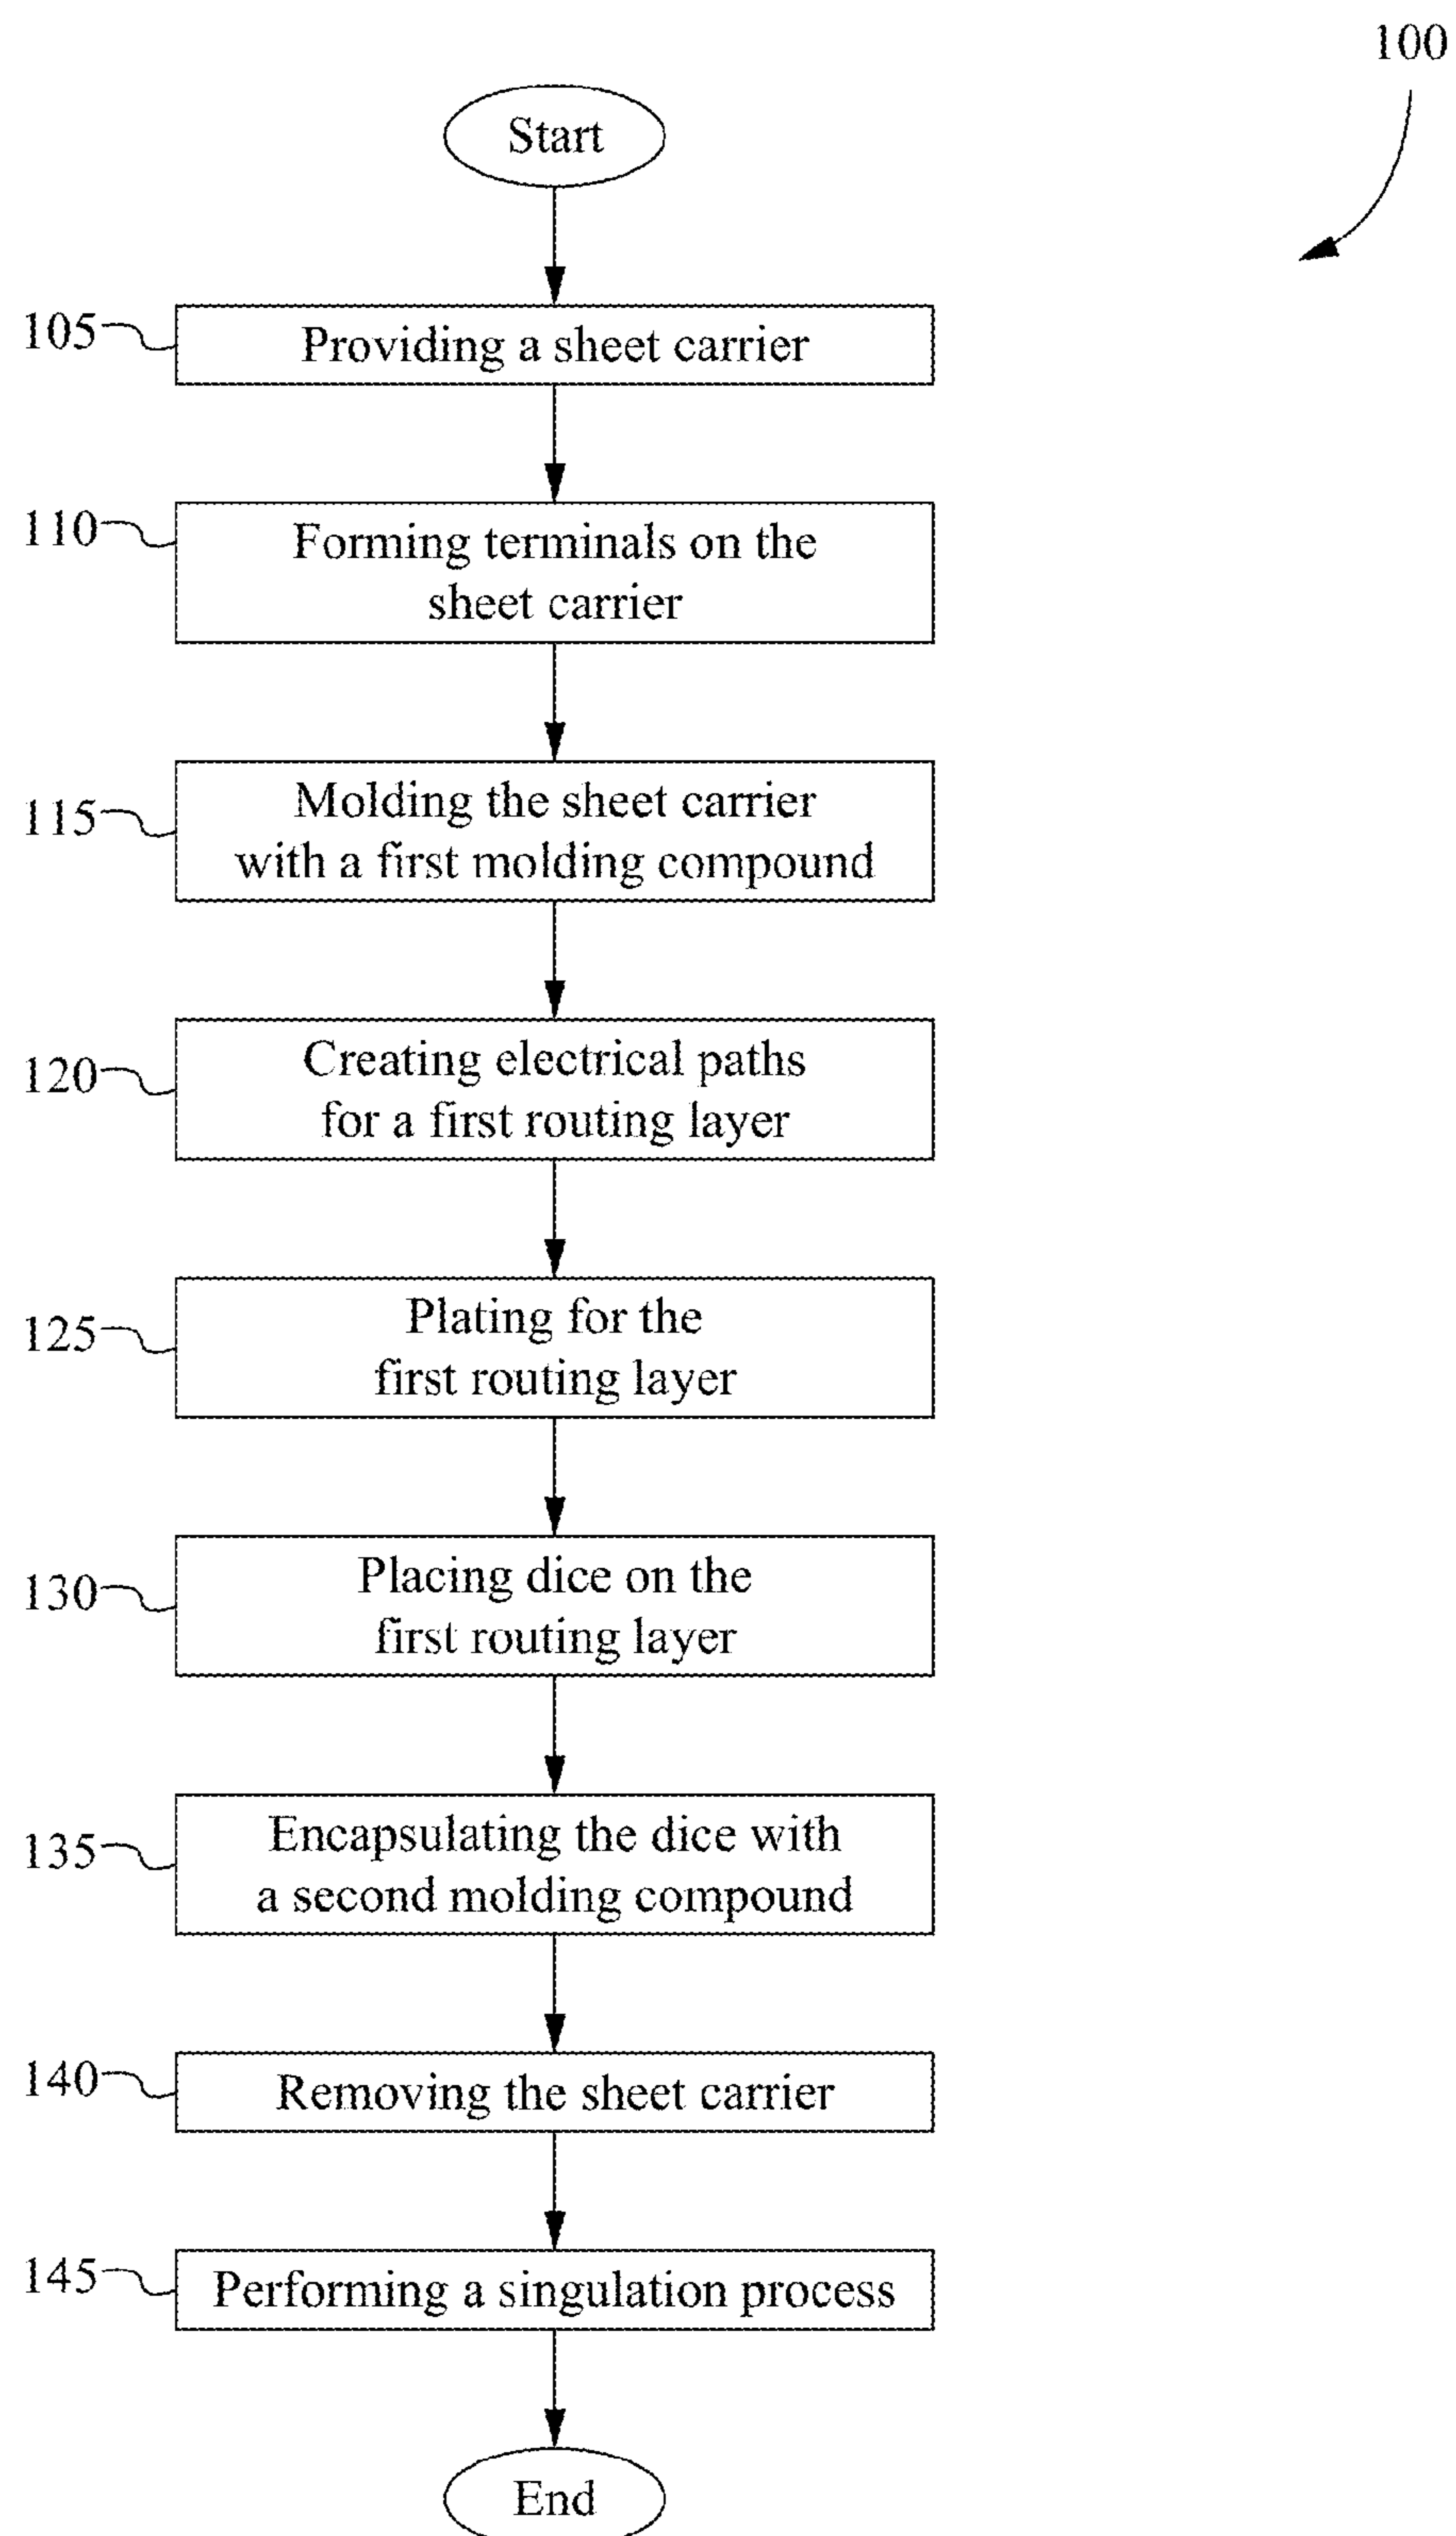 100
Start
105
Providing a sheet carrier
110
Forming terminals on the
sheet carrier
115
Molding the sheet carrier
with a first molding compound
120
Creating electrical paths
for a first routing layer
125
Plating for the
first routing layer
130
Placing dice on the
first routing layer
135
Encapsulating the dice with
a second molding compound
140
Removing the sheet carrier
145
Performing a singulation process
End